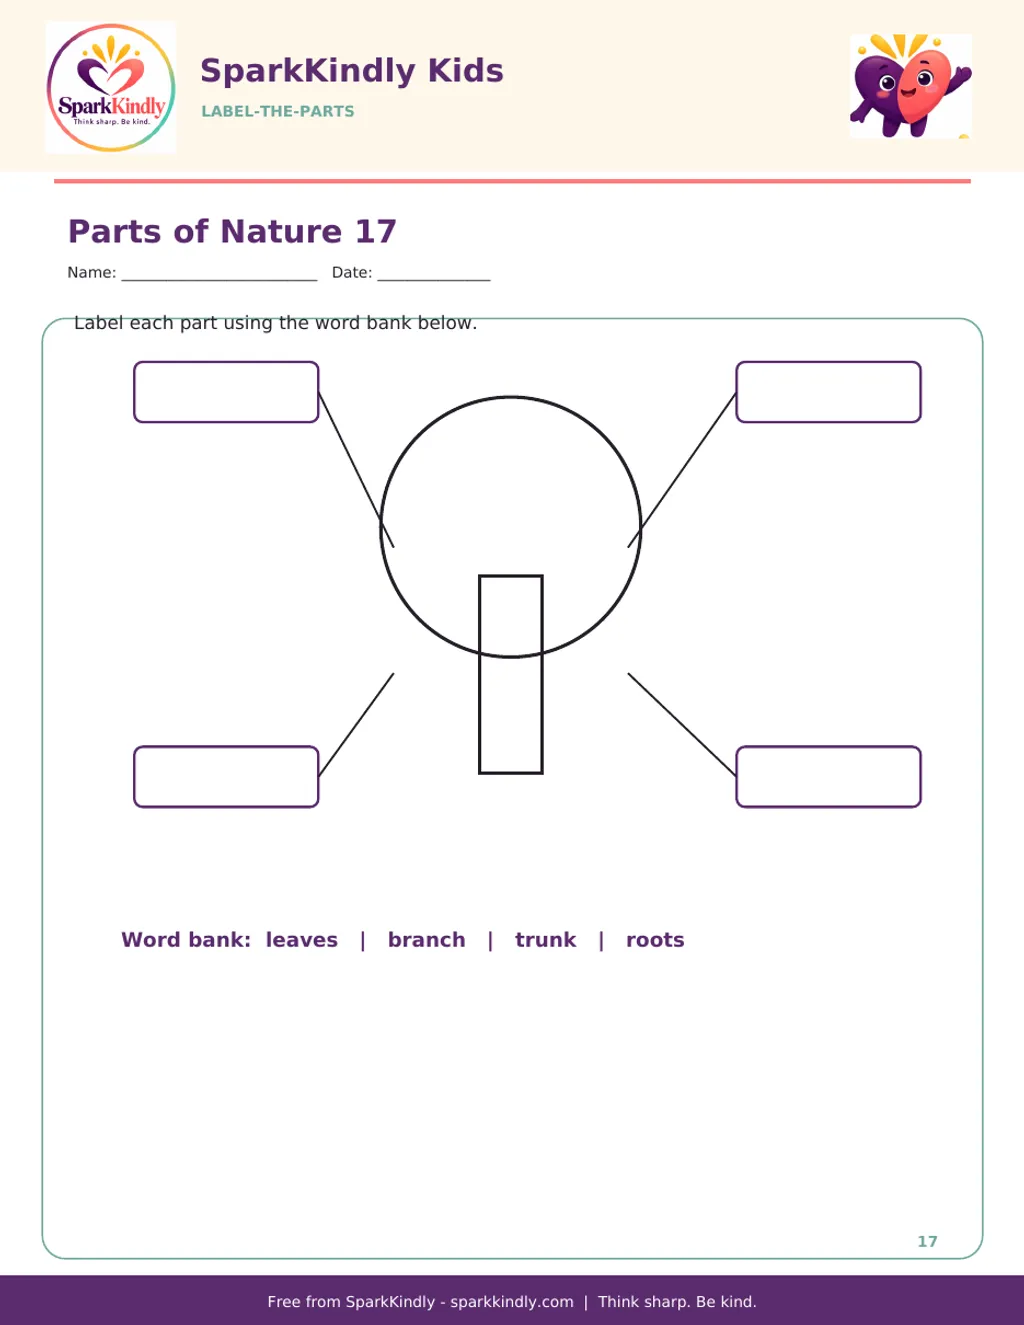 SparkKindly
Think sharp. Be kind.
SparkKindly Kids
LABEL-THE-PARTS
Parts of Nature 17
Name: __________________________ Date: _______________
Label each part using the word bank below.
Word bank: leaves | branch | trunk | roots
17
Free from SparkKindly - sparkkindly.com | Think sharp. Be kind.